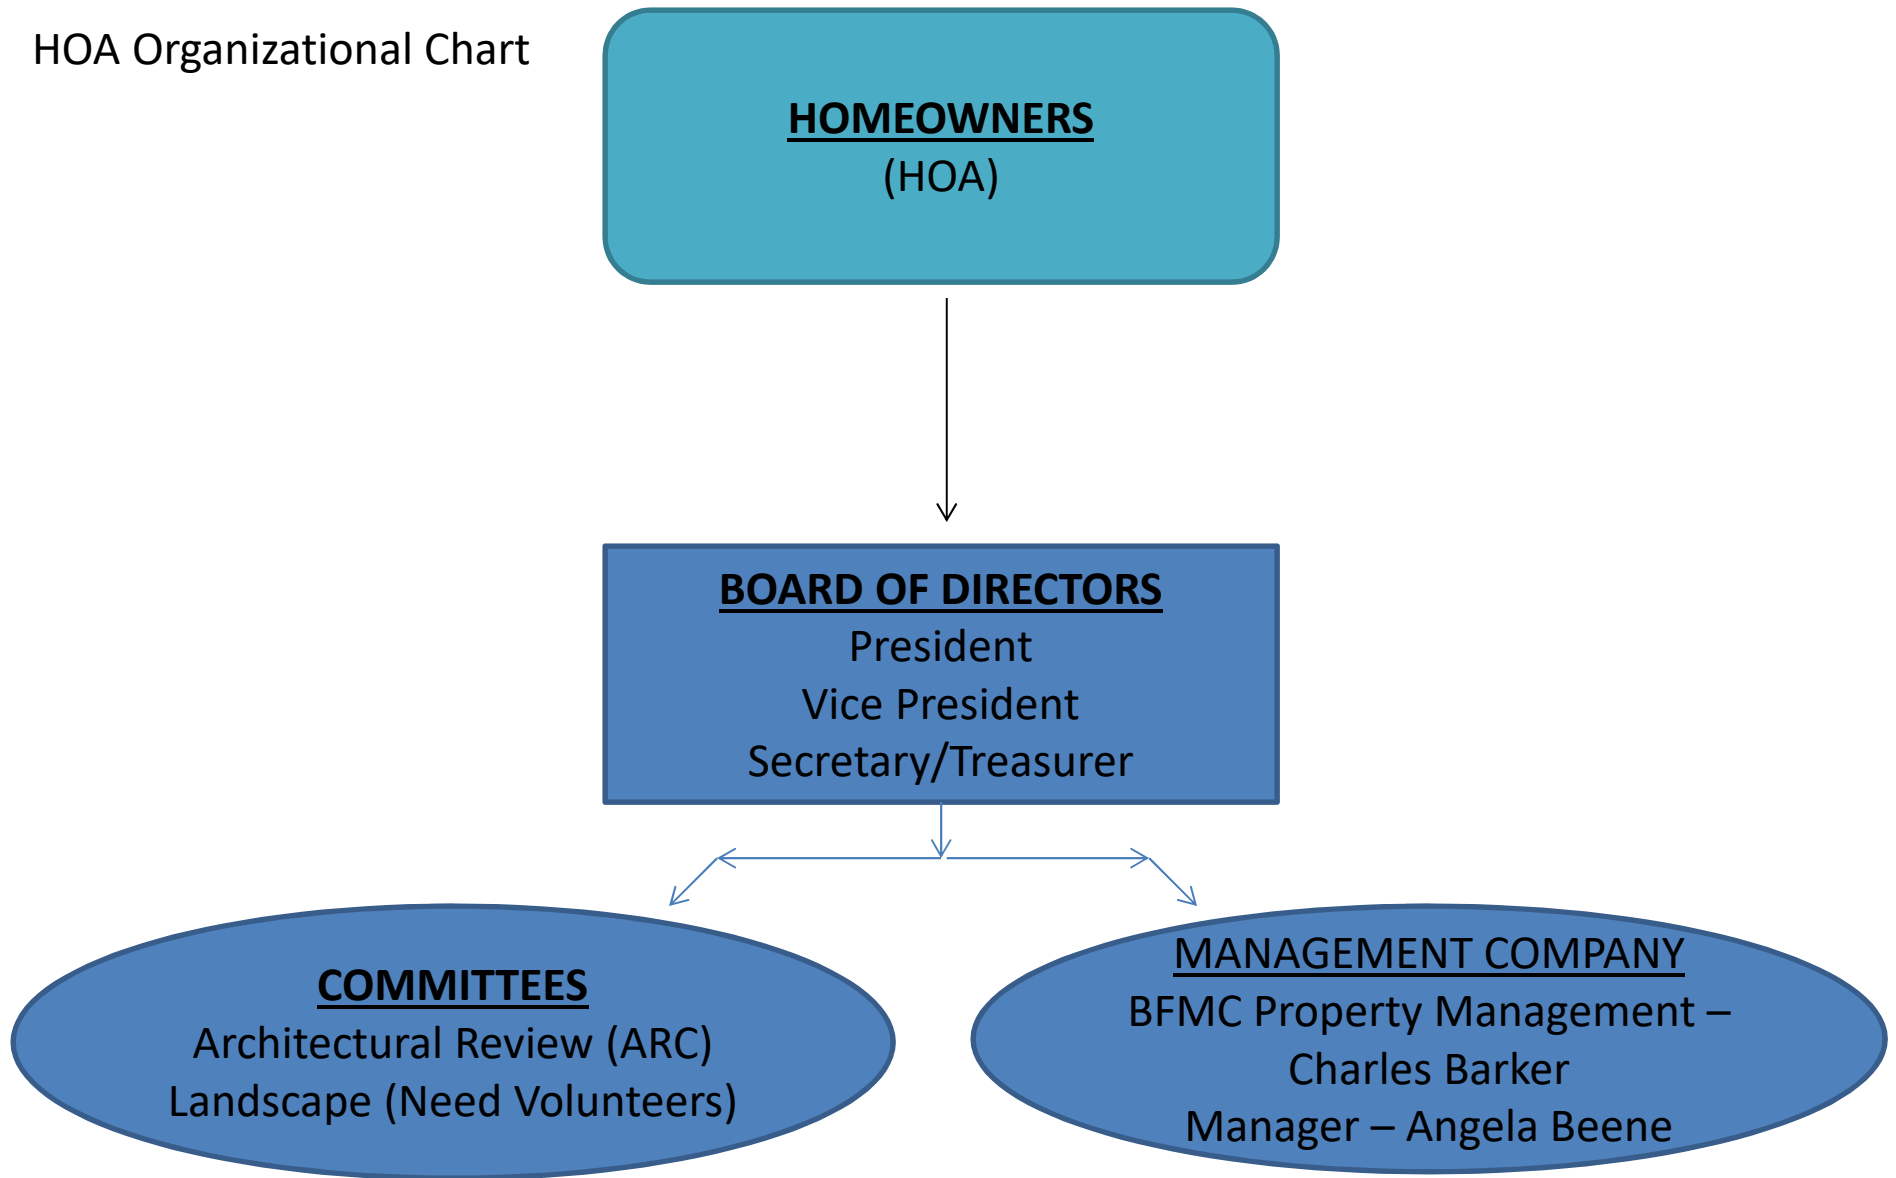 HOA Organizational Chart
HOMEOWNERS
(HOA)
BOARD OF DIRECTORS
President
Vice President
Secretary/Treasurer
COMMITTEES
Architectural Review (ARC)
Landscape (Need Volunteers)
MANAGEMENT COMPANY
BFMC Property Management –
Charles Barker
Manager – Angela Beene